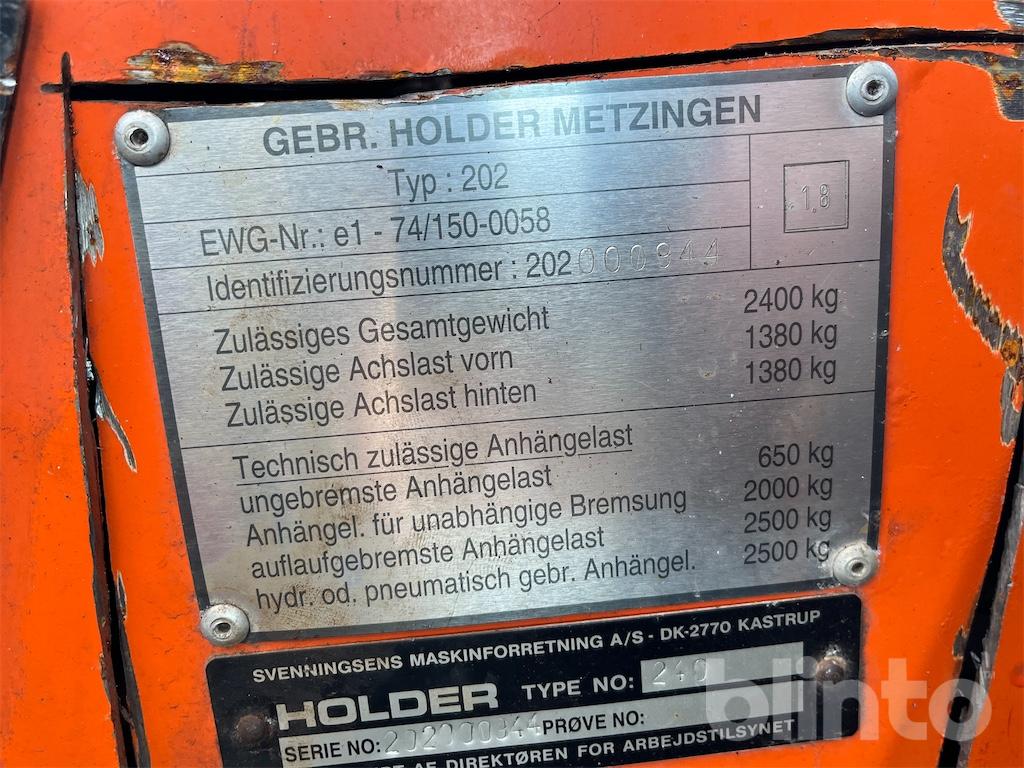 GEBR. HOLDER METZINGEN
Typ : 202
1,8
EWG-Nr.: e1 - 74/150-0058
Identifizierungsnummer : 202 000944
Zulässiges Gesamtgewicht 2400 kg
Zulässige Achslast vorn 1380 kg
Zulässige Achslast hinten 1380 kg
Technisch zulässige Anhängelast
ungebremste Anhängelast 650 kg
Anhängel. für unabhängige Bremsung 2000 kg
auflaufgebremste Anhängelast 2500 kg
hydr. od. pneumatisch gebr. Anhängel. 2500 kg
SVENNINGSENS MASKINFORRETNING A/S - DK-2770 KASTRUP
HOLDER TYPE NO: 240
SERIE NO: 202000944 PRØVE NO:
AF DIREKTØREN FOR ARBEJDSTILSYNET
blinto